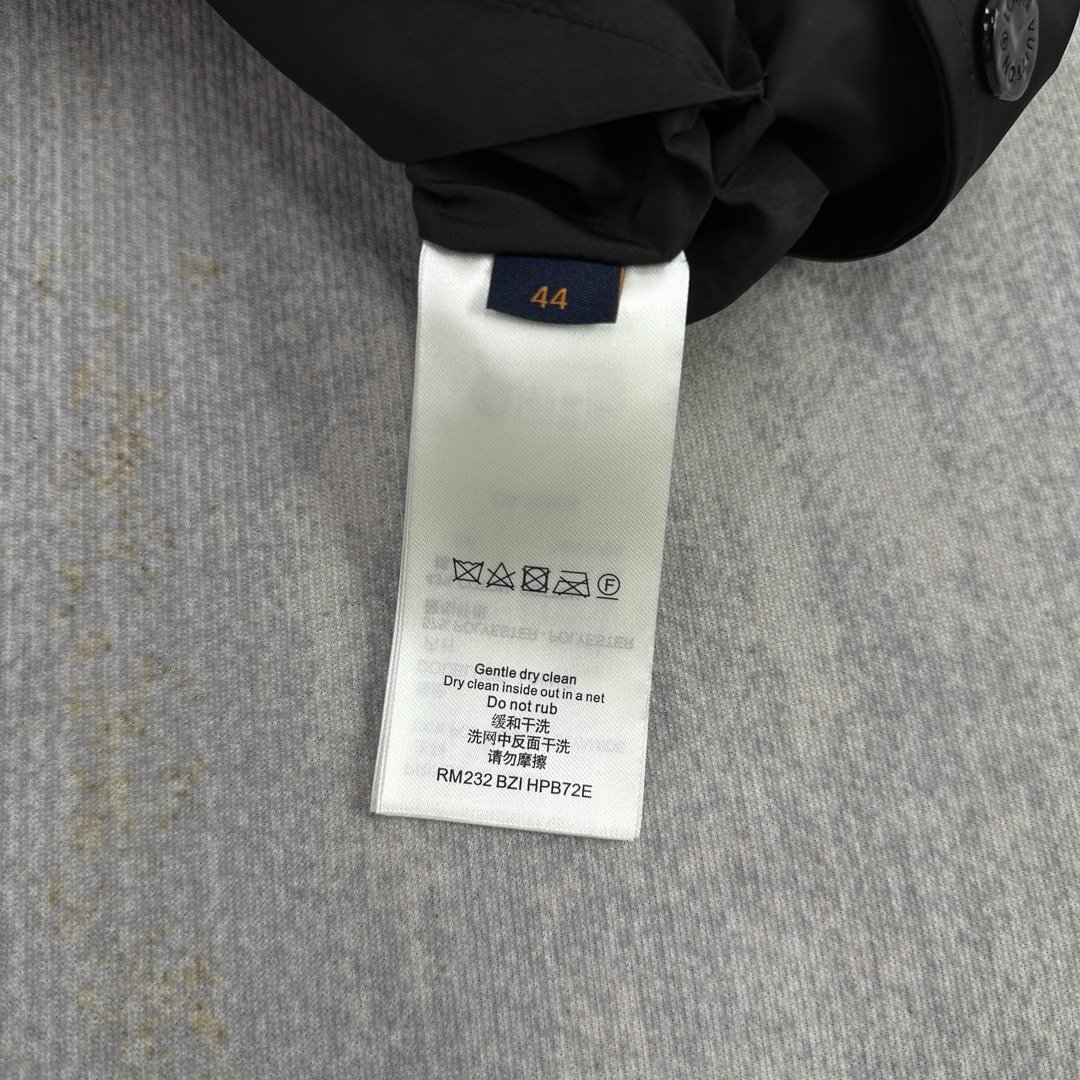 VUITT
44
F
Gentle dry clean
Dry clean inside out in a net
Do not rub
缓和干洗
洗网中反面干洗
请勿摩擦
RM232 BZI HPB72E